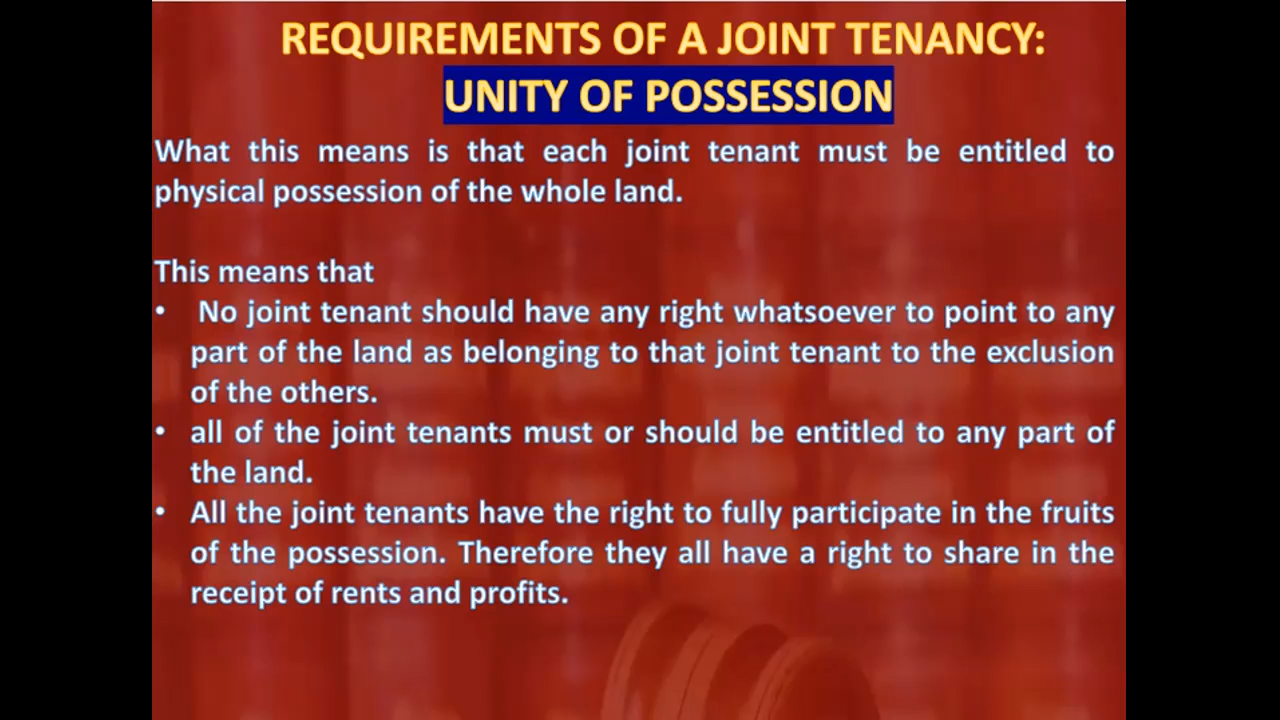 REQUIREMENTS OF A JOINT TENANCY:
UNITY OF POSSESSION
What this means is that each joint tenant must be entitled to
physical possession of the whole land.
This means that
• No joint tenant should have any right whatsoever to point to any
part of the land as belonging to that joint tenant to the exclusion
of the others.
• all of the joint tenants must or should be entitled to any part of
the land.
• All the joint tenants have the right to fully participate in the fruits
of the possession. Therefore they all have a right to share in the
receipt of rents and profits.